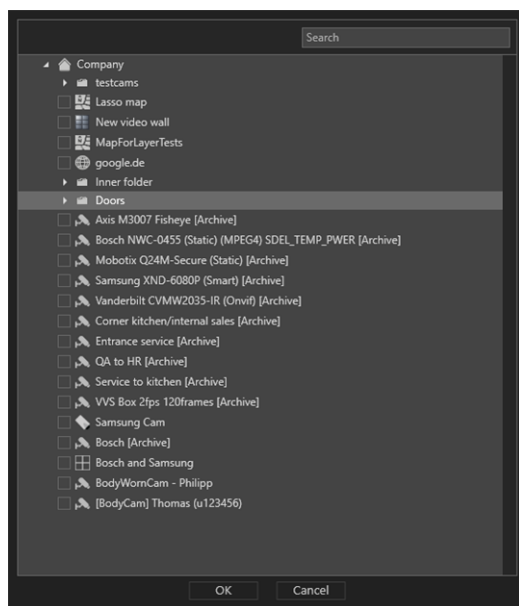 Search
Company
testcams
Lasso map
New video wall
MapForLayerTests
google.de
Inner folder
Doors
Axis M3007 Fisheye [Archive]
Bosch NWC-0455 (Static) (MPEG4) SDEL_TEMP_PWER [Archive]
Mobotix Q24M-Secure (Static) [Archive]
Samsung XND-6080P (Smart) [Archive]
Vanderbilt CVMW2035-IR (Onvif) [Archive]
Corner kitchen/internal sales [Archive]
Entrance service [Archive]
QA to HR [Archive]
Service to kitchen [Archive]
VVS Box 2fps 120frames [Archive]
Samsung Cam
Bosch [Archive]
Bosch and Samsung
BodyWornCam - Philipp
[BodyCam] Thomas (u123456)
OK Cancel